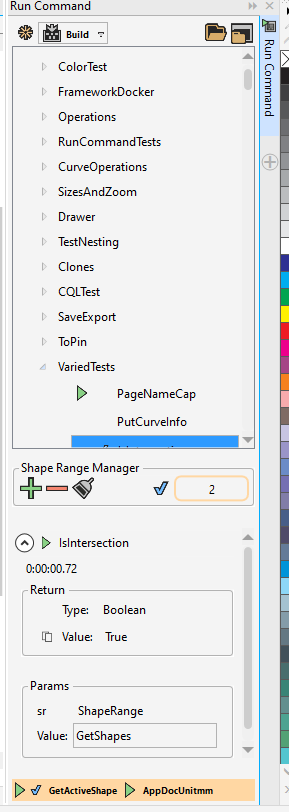 Run Command
Build
ColorTest
FrameworkDocker
Operations
RunCommandTests
CurveOperations
SizesAndZoom
Drawer
TestNesting
Clones
CQLTest
SaveExport
ToPin
VariedTests
PageNameCap
PutCurveInfo
Shape Range Manager
2
IsIntersection
0:00:00.72
Return
Type: Boolean
Value: True
Params
sr ShapeRange
Value: GetShapes
GetActiveShape AppDocUnitmm
Run Command